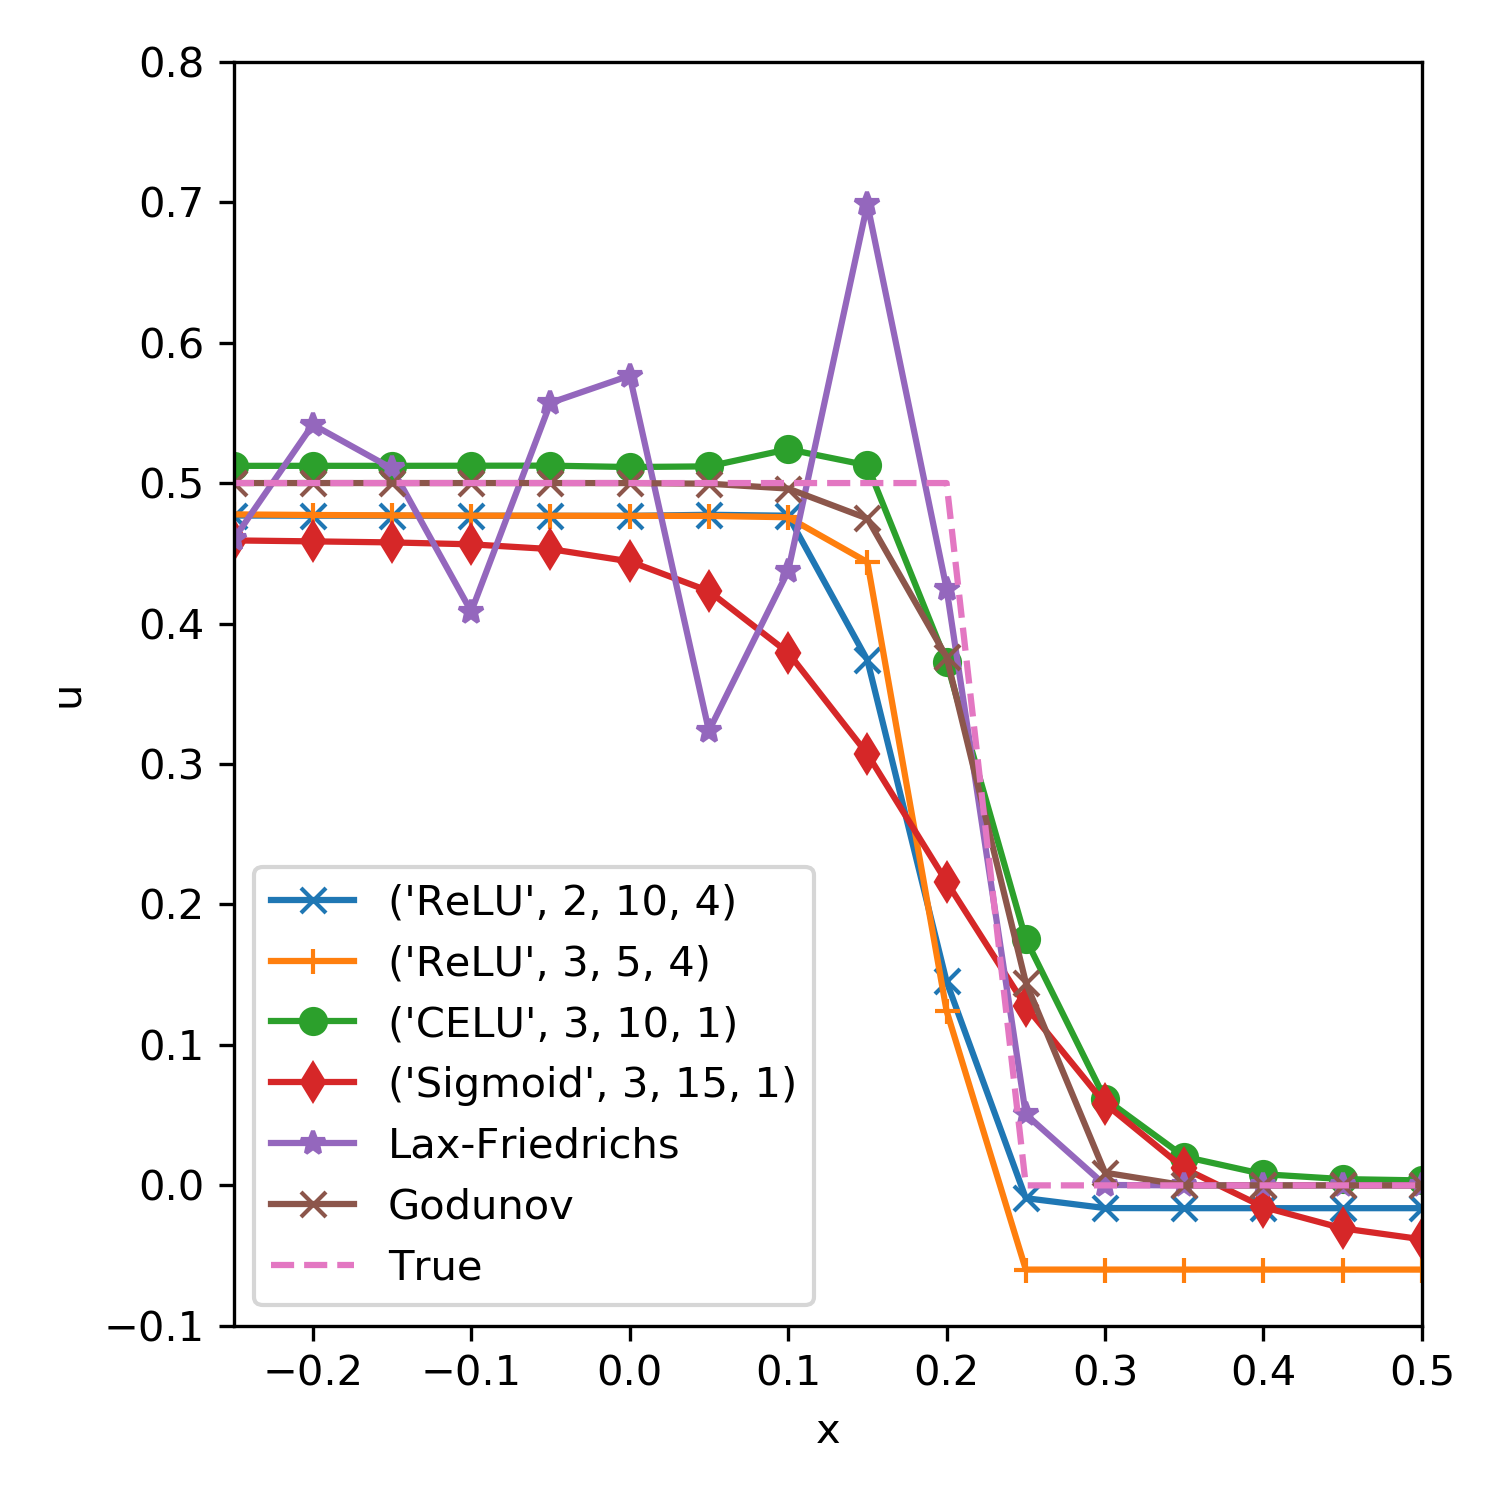 0.8
0.7
0.6
0.5
0.4
0.3
0.2
0.1
0.0
−0.1
u
('ReLU', 2, 10, 4)
('ReLU', 3, 5, 4)
('CELU', 3, 10, 1)
('Sigmoid', 3, 15, 1)
Lax-Friedrichs
Godunov
True
−0.2 −0.1 0.0 0.1 0.2 0.3 0.4 0.5
x